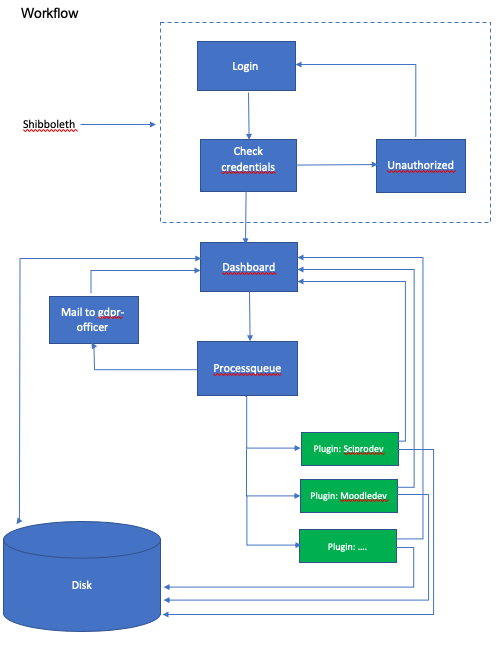 Workflow
Login
Shibboleth
Check
credentials
Unauthorized
Dashboard
Mail to gdpr-
officer
Processqueue
Plugin: Sciprodev
Plugin: Moodledev
Plugin: ....
Disk